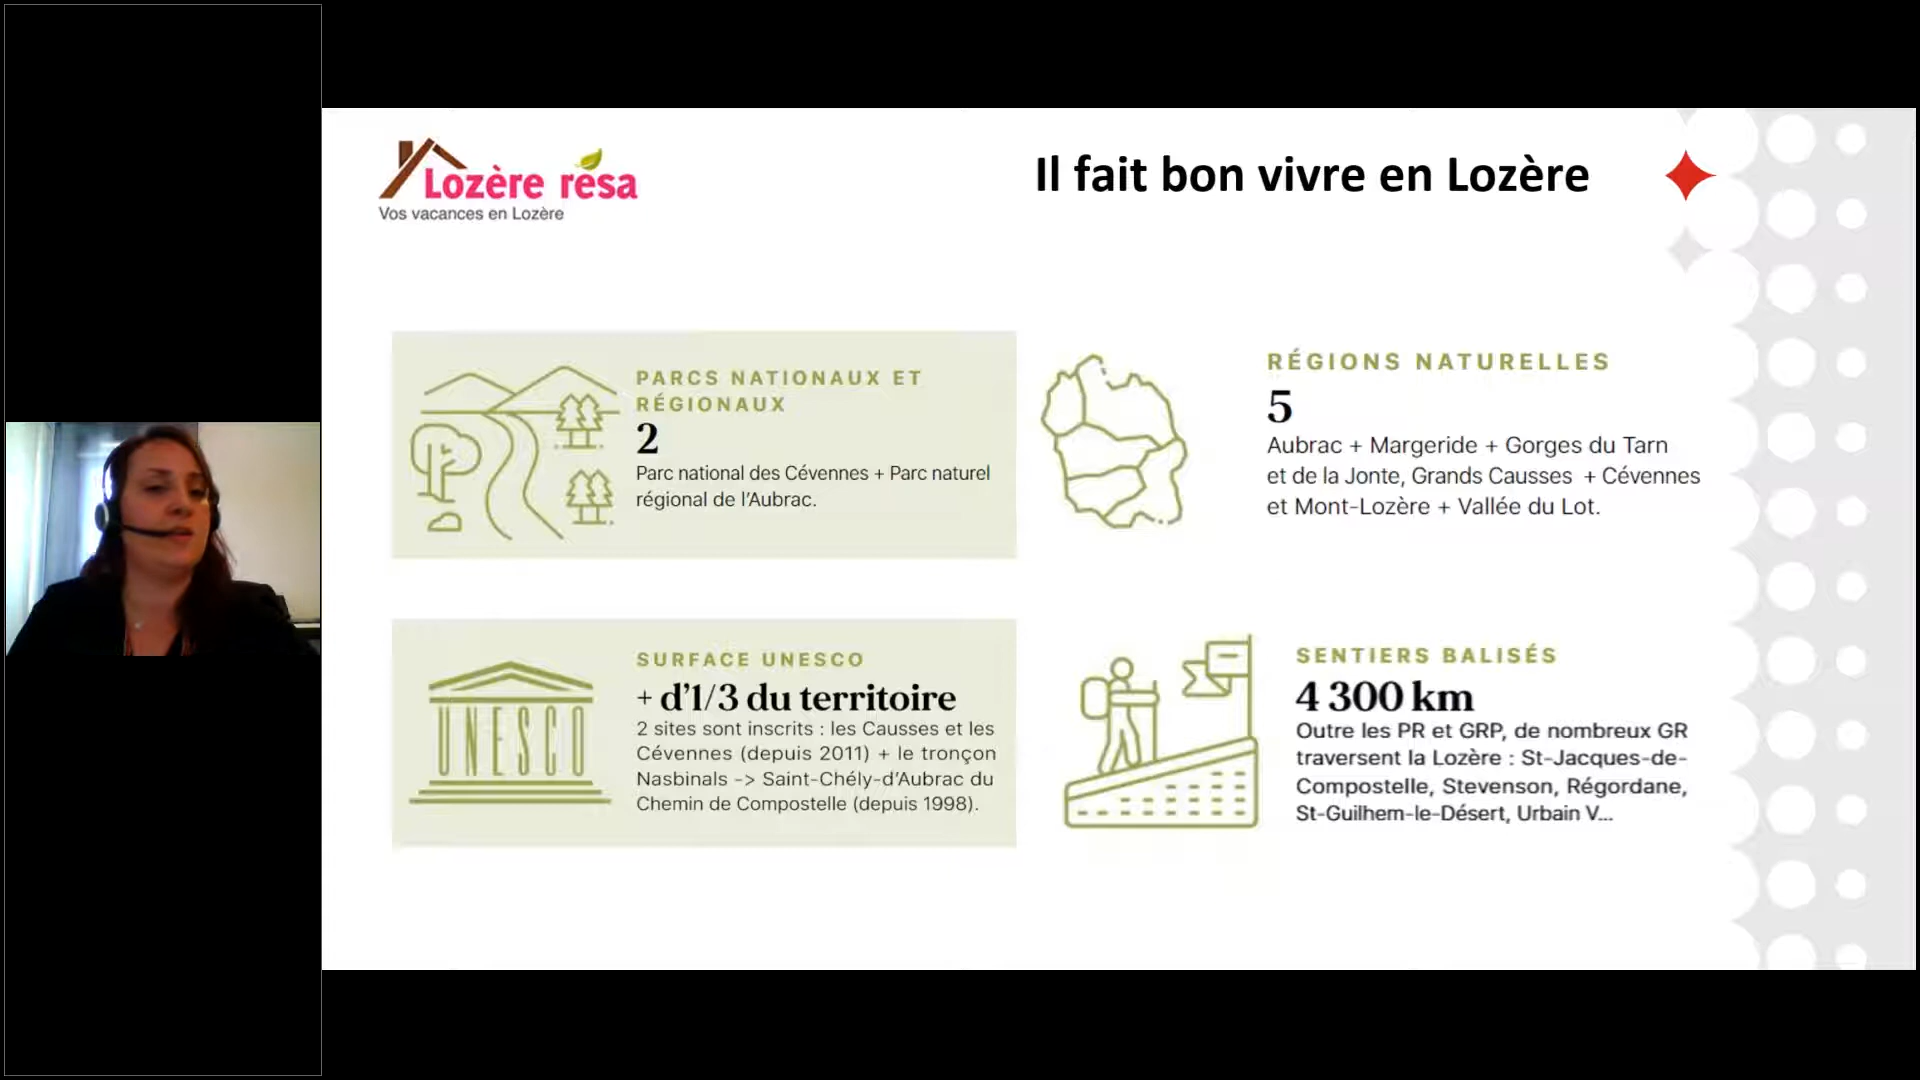 Lozère résa
Vos vacances en Lozère
Il fait bon vivre en Lozère
PARCS NATIONAUX ET
RÉGIONAUX
2
Parc national des Cévennes + Parc naturel
régional de l'Aubrac.
RÉGIONS NATURELLES
5
Aubrac + Margeride + Gorges du Tarn
et de la Jonte, Grands Causses + Cévennes
et Mont-Lozère + Vallée du Lot.
UNESCO
SURFACE UNESCO
+ d'1/3 du territoire
2 sites sont inscrits : les Causses et les
Cévennes (depuis 2011) + le tronçon
Nasbinals -> Saint-Chély-d'Aubrac du
Chemin de Compostelle (depuis 1998).
SENTIERS BALISÉS
4 300 km
Outre les PR et GRP, de nombreux GR
traversent la Lozère : St-Jacques-de-
Compostelle, Stevenson, Régordane,
St-Guilhem-le-Désert, Urbain V...